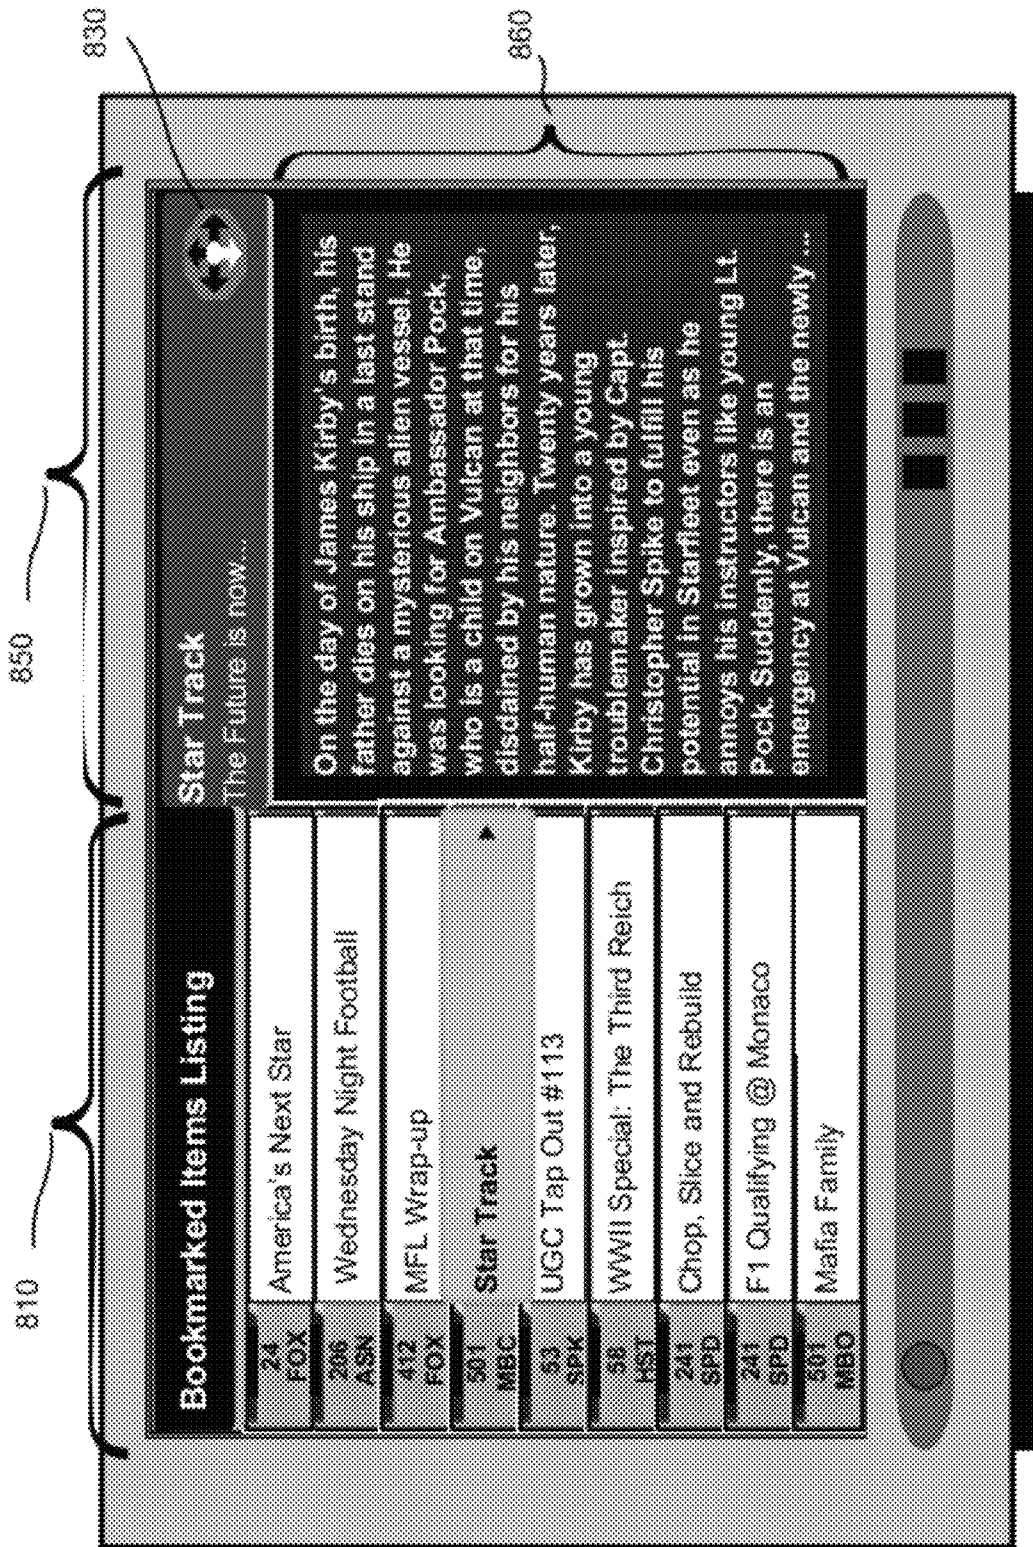 810
850
830
860
Bookmarked Items Listing
24
FOX
America's Next Star
206
ASN
Wednesday Night Football
412
FOX
MFL Wrap-up
501
MBC
Star Track
53
SPK
UGC Tap Out #113
58
HST
WWII Special: The Third Reich
241
SPD
Chop, Slice and Rebuild
241
SPD
F1 Qualifying @ Monaco
501
MBO
Mafia Family
Star Track
The Future is now...
On the day of James Kirby's birth, his
father dies on his ship in a last stand
against a mysterious alien vessel. He
was looking for Ambassador Pock,
who is a child on Vulcan at that time,
disdained by his neighbors for his
half-human nature. Twenty years later,
Kirby has grown into a young
troublemaker inspired by Capt.
Christopher Spike to fulfill his
potential in Starfleet even as he
annoys his instructors like young Lt.
Pock. Suddenly, there is an
emergency at Vulcan and the newly ...